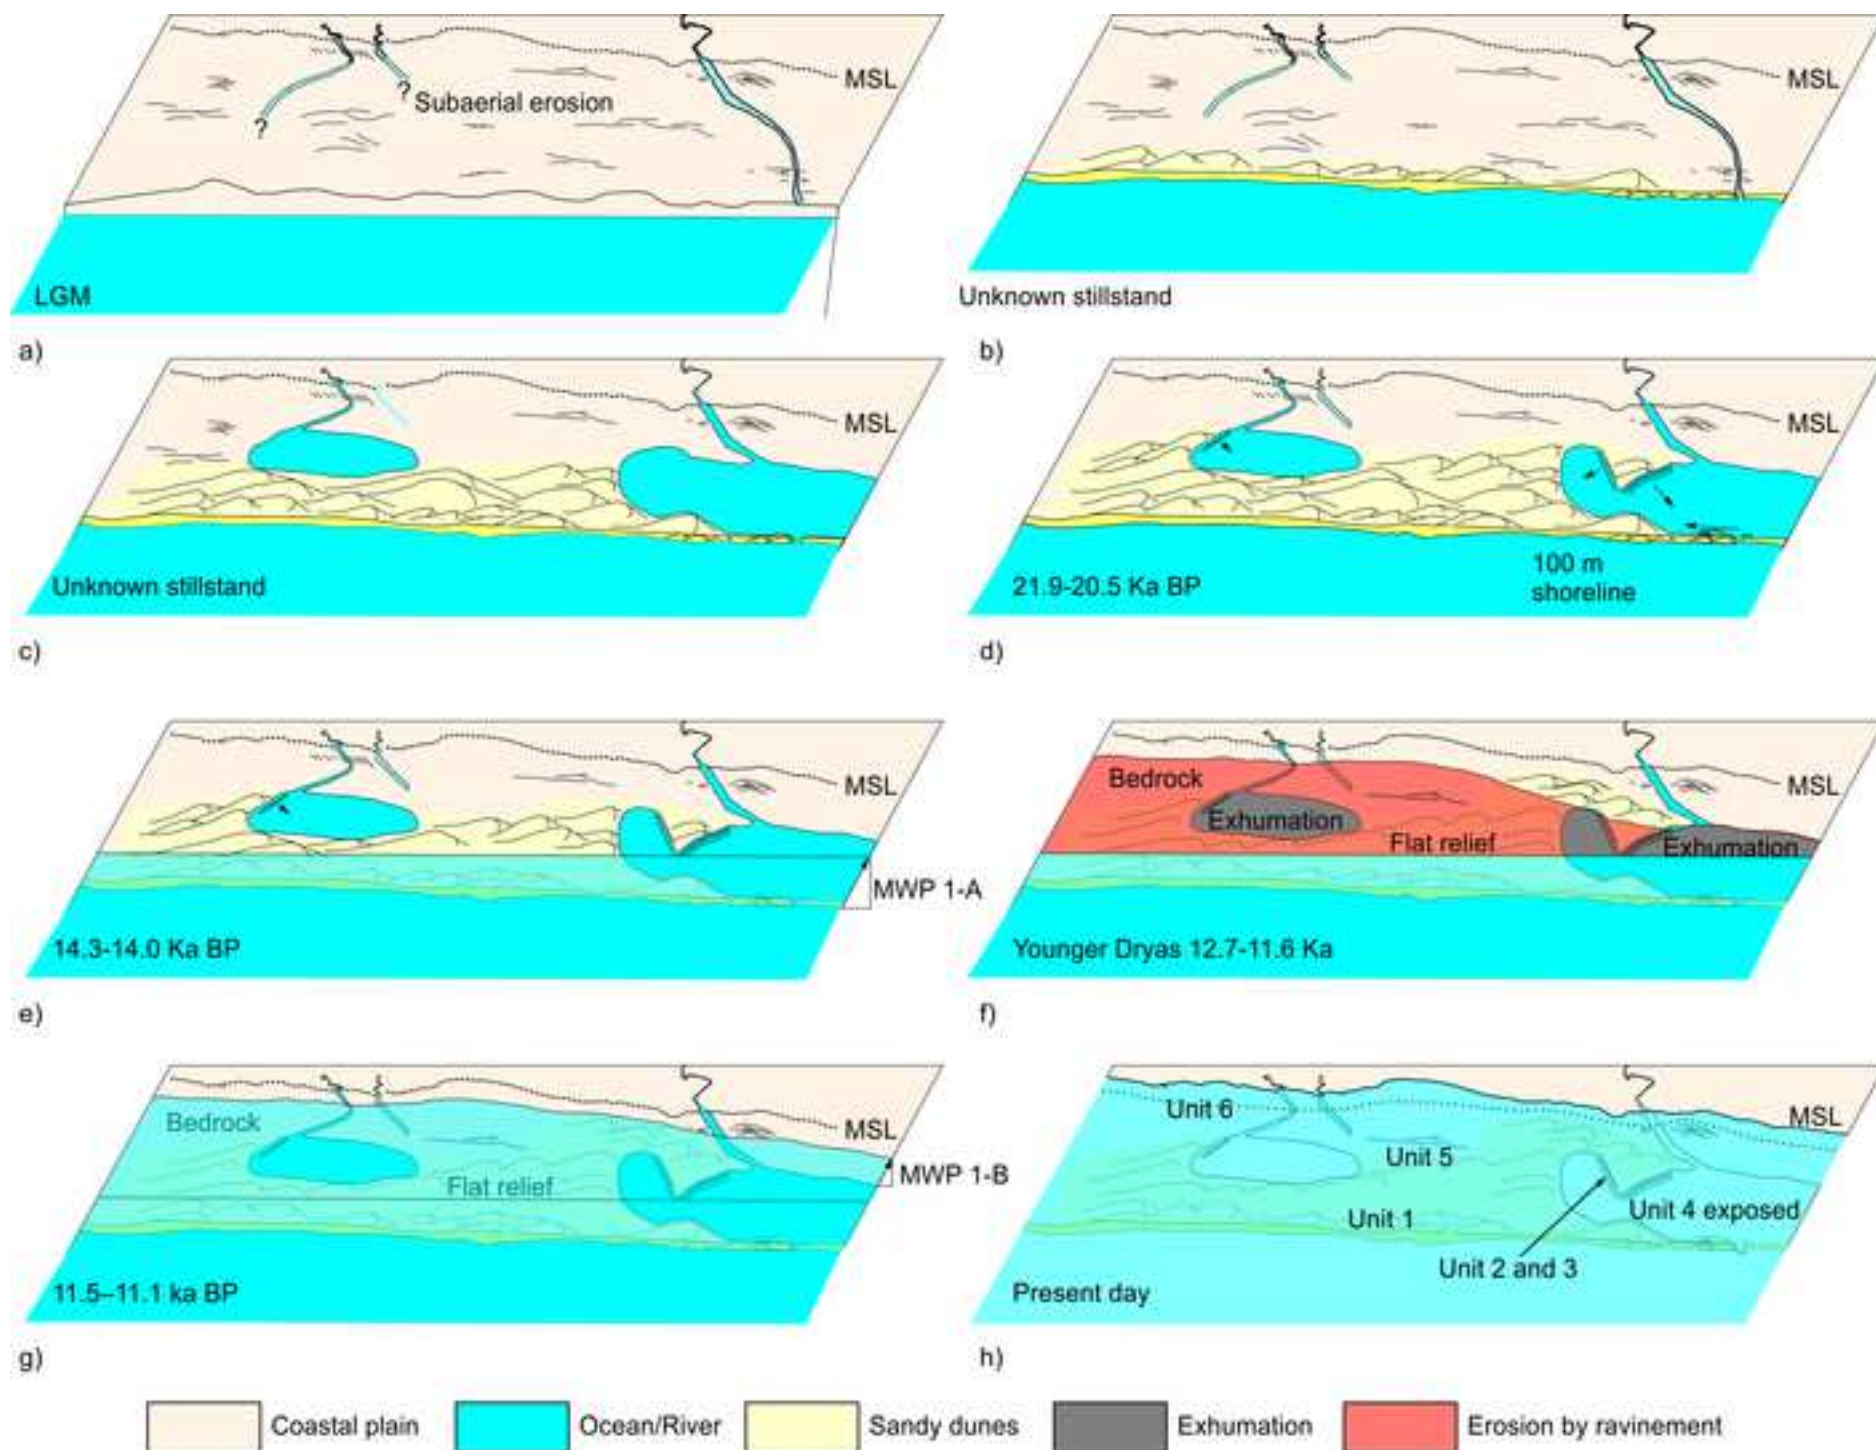 MSL
?
Subaerial erosion
?
LGM
a)
MSL
Unknown stillstand
b)
MSL
Unknown stillstand
c)
MSL
21.9-20.5 Ka BP
100 m
shoreline
d)
MSL
MWP 1-A
14.3-14.0 Ka BP
e)
Bedrock
MSL
Exhumation
Flat relief
Exhumation
Younger Dryas 12.7-11.6 Ka
f)
Bedrock
MSL
MWP 1-B
Flat relief
11.5–11.1 ka BP
g)
Unit 6
MSL
Unit 5
Unit 1
Unit 4 exposed
Unit 2 and 3
Present day
h)
Coastal plain
Ocean/River
Sandy dunes
Exhumation
Erosion by ravinement